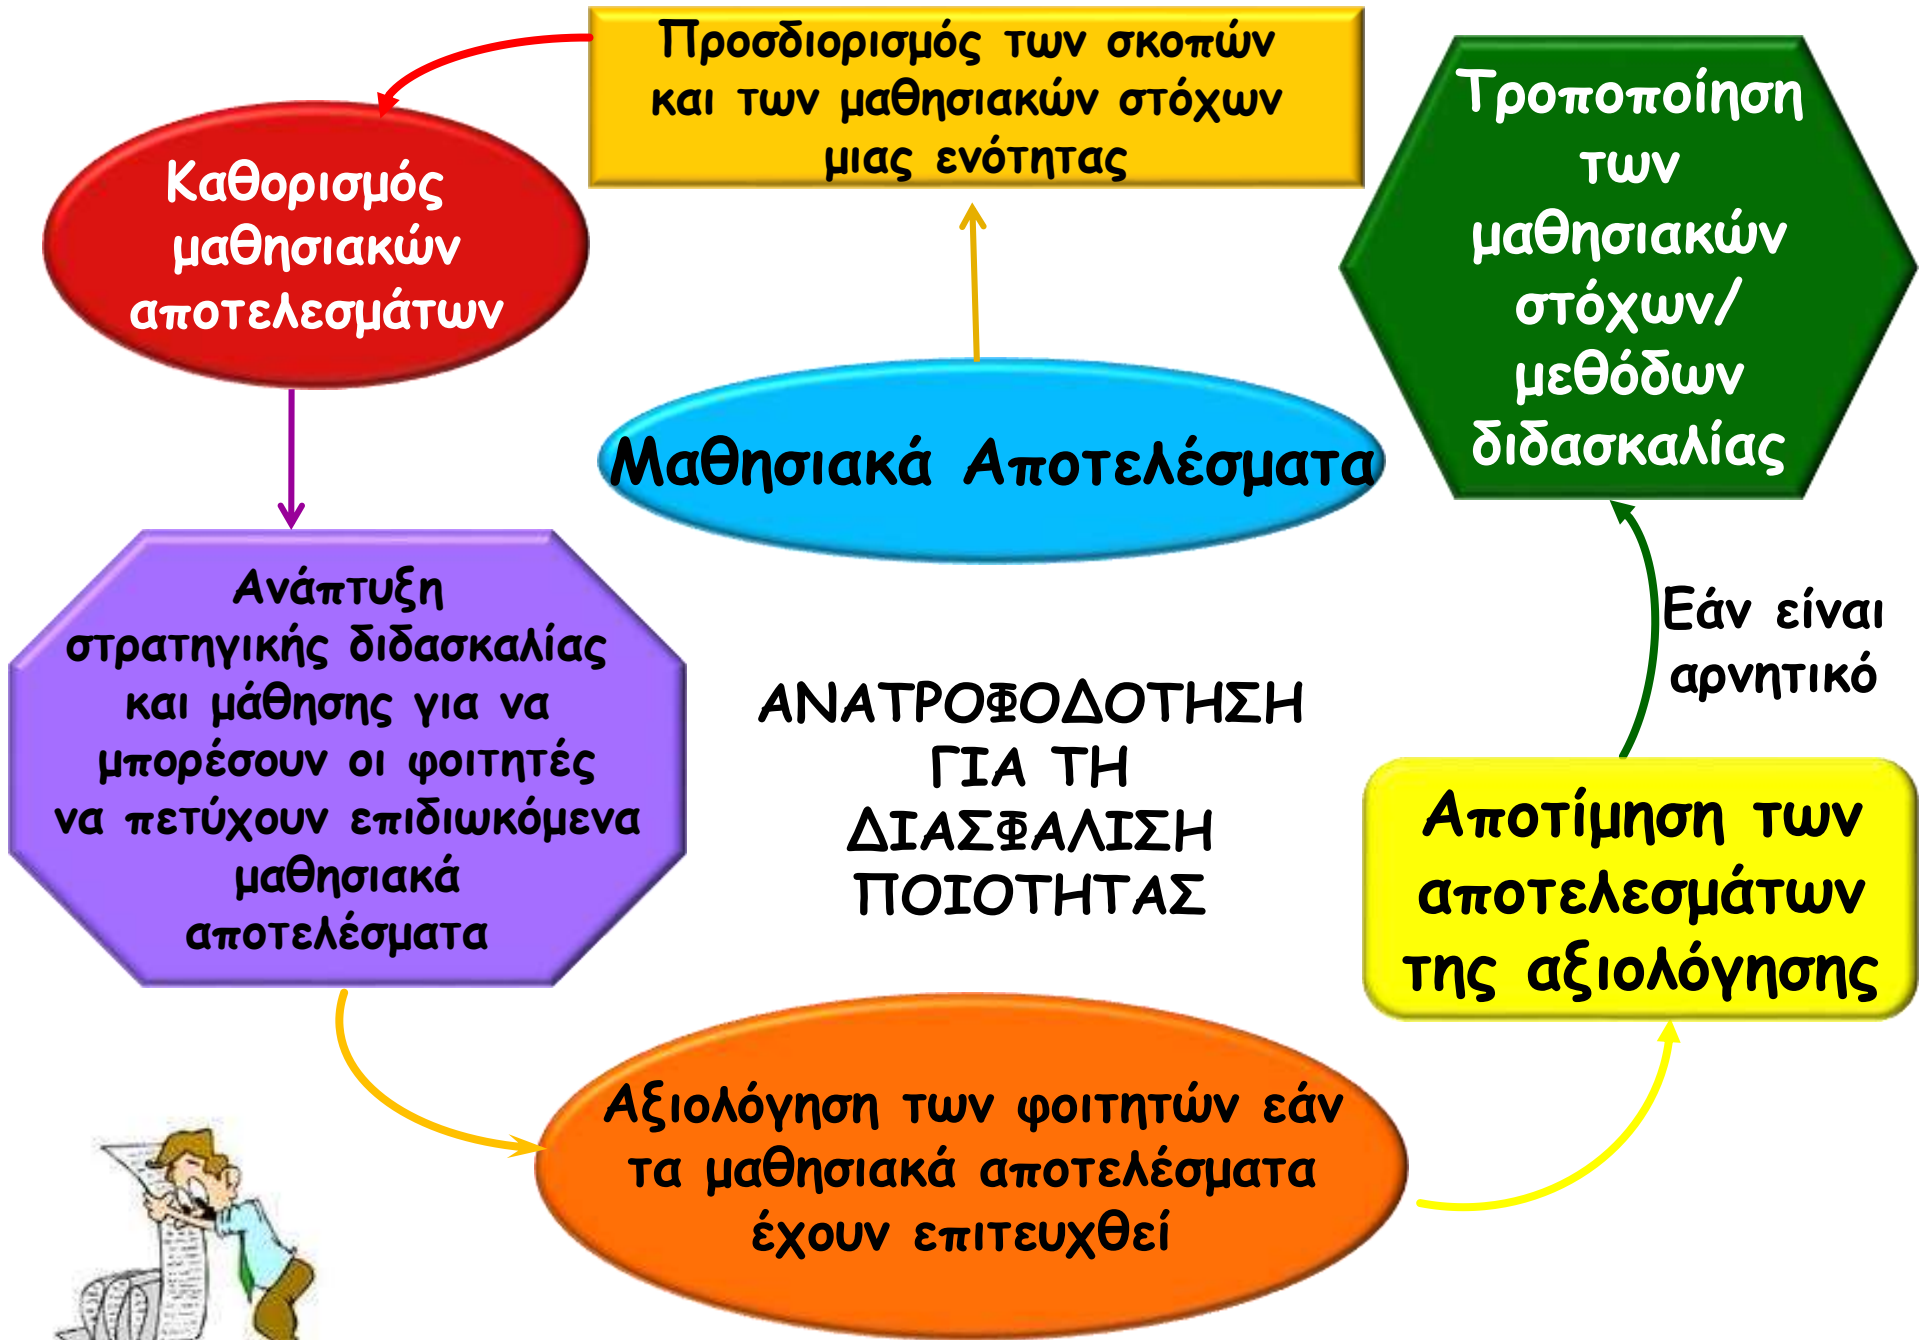 Προσδιορισμός των σκοπών
και των μαθησιακών στόχων
μιας ενότητας
Καθορισμός
μαθησιακών
αποτελεσμάτων
Τροποποίηση
των
μαθησιακών
στόχων/
μεθόδων
διδασκαλίας
Μαθησιακά Αποτελέσματα
Ανάπτυξη
στρατηγικής διδασκαλίας
και μάθησης για να
μπορέσουν οι φοιτητές
να πετύχουν επιδιωκόμενα
μαθησιακά
αποτελέσματα
ΑΝΑΤΡΟΦΟΔΟΤΗΣΗ
ΓΙΑ ΤΗ
ΔΙΑΣΦΑΛΙΣΗ
ΠΟΙΟΤΗΤΑΣ
Εάν είναι
αρνητικό
Αποτίμηση των
αποτελεσμάτων
της αξιολόγησης
Αξιολόγηση των φοιτητών εάν
τα μαθησιακά αποτελέσματα
έχουν επιτευχθεί